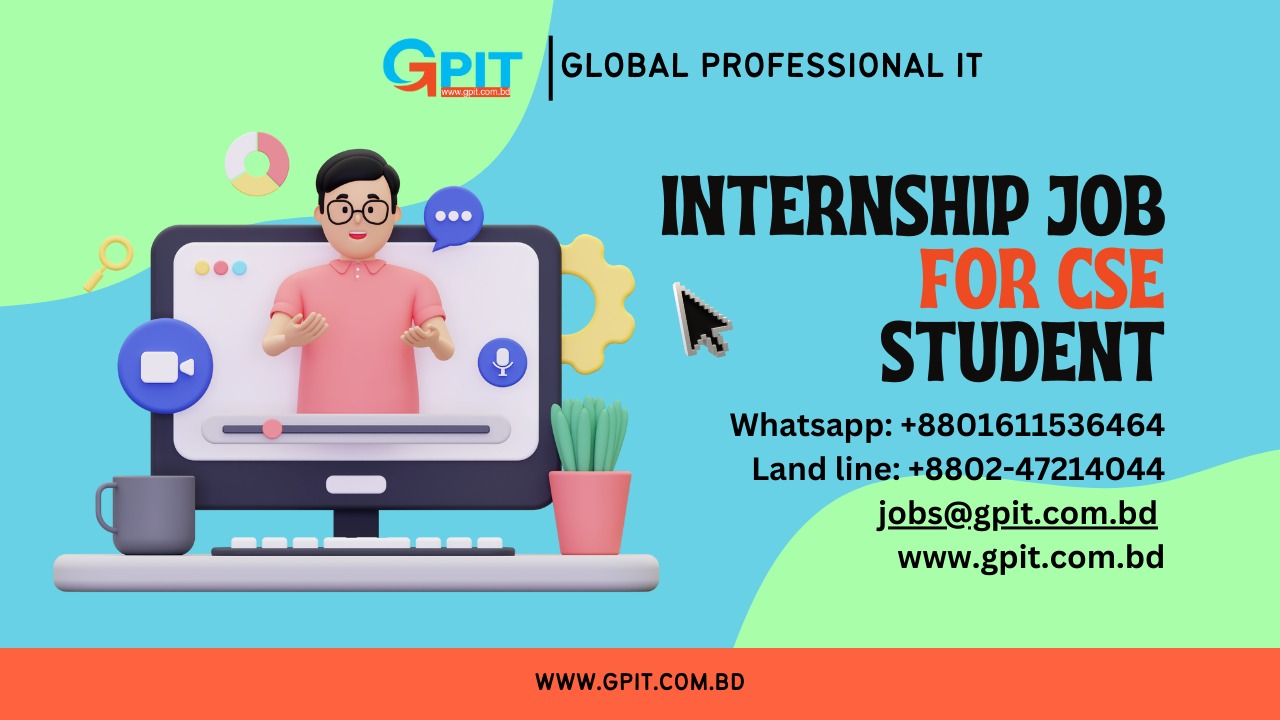 GPIT
www.gpit.com.bd
GLOBAL PROFESSIONAL IT
INTERNSHIP JOB
FOR CSE
STUDENT
Whatsapp: +8801611536464
Land line: +8802-47214044
jobs@gpit.com.bd
www.gpit.com.bd
WWW.GPIT.COM.BD